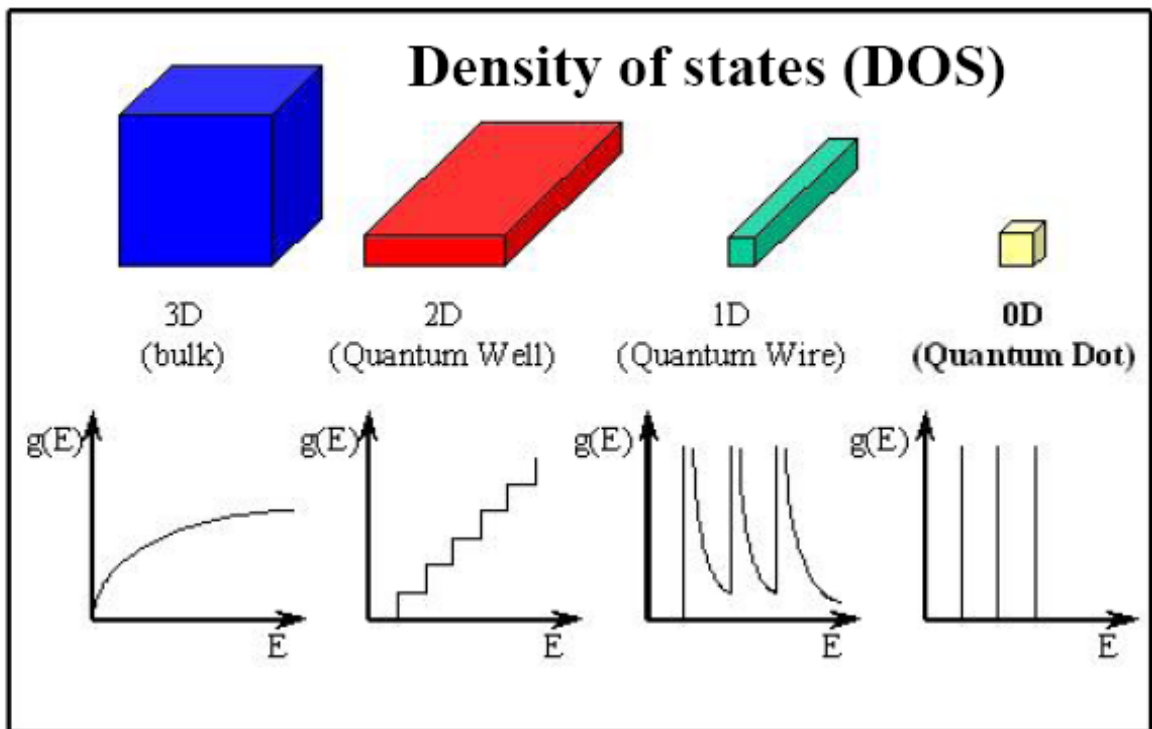 Density of states (DOS)
3D
(bulk)
2D
(Quantum Well)
1D
(Quantum Wire)
0D
(Quantum Dot)
g(E)
E
g(E)
E
g(E)
E
g(E)
E